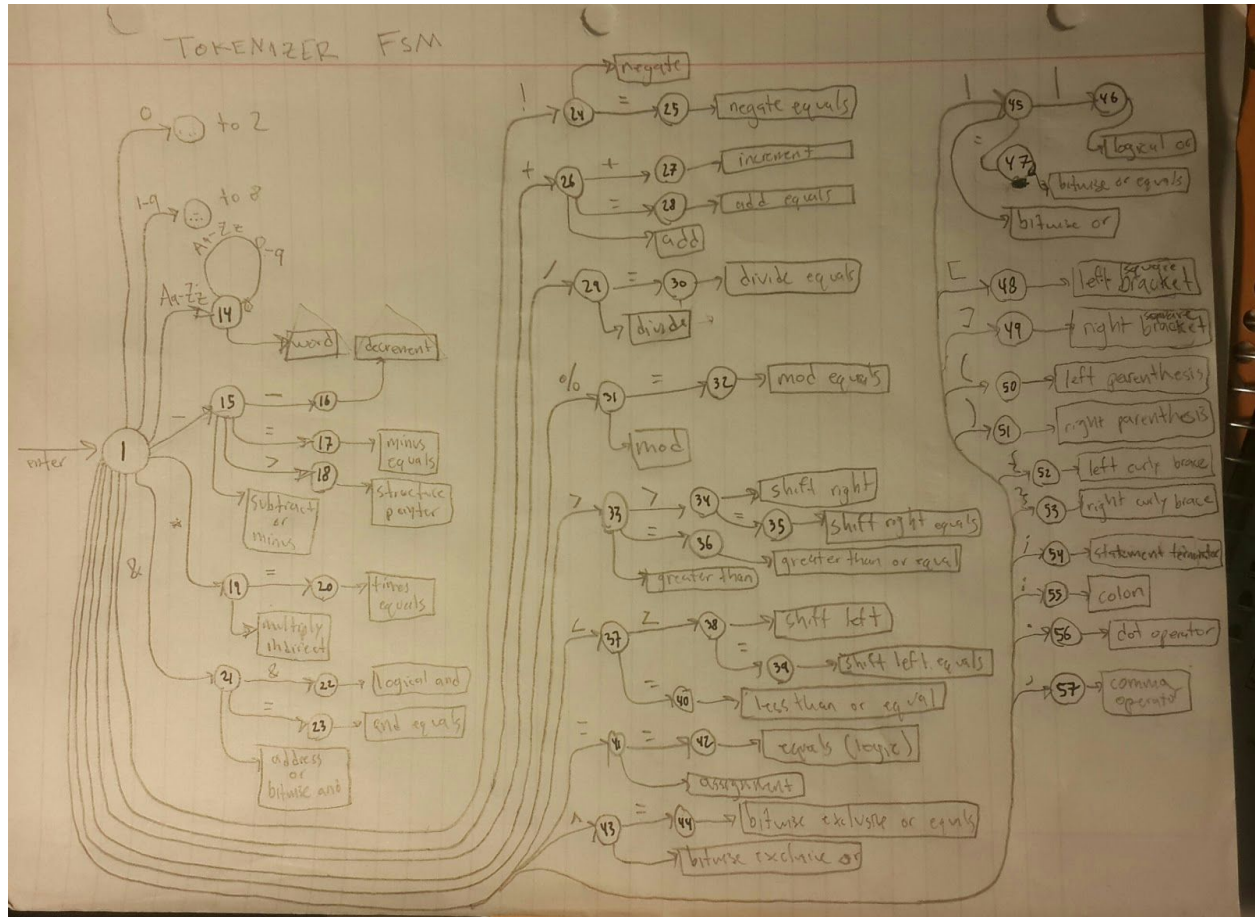 TOKENIZER FSM
0
... to 2
1-9
... to 8
Aa-Zz
0-9
Aa-Zz
14
word
decrement
-
15
-
16
=
17
minus
equals
>
18
structure
pointer
subtract
or
minus
enter
1
*
19
=
20
times
equals
multiply
indirect
&
21
&
22
logical and
=
23
and equals
address
or
bitwise and
!
24
negate
=
25
negate equals
+
26
+
27
increment
=
28
add equals
add
/
29
=
30
divide equals
divide
%
31
=
32
mod equals
mod
>
33
>
34
shift right
=
35
shift right equals
=
36
greater than or equal
greater than
<
37
<
38
shift left
=
39
shift left equals
=
40
less than or equal
=
41
=
42
equals (logic)
assignment
^
43
=
44
bitwise exclusive or equals
bitwise exclusive or
|
45
|
46
logical or
=
47
bitwise or equals
bitwise or
[
48
left square
bracket
]
49
right square
bracket
(
50
left parenthesis
)
51
right parenthesis
{
52
left curly brace
}
53
right curly brace
;
54
statement terminator
:
55
colon
.
56
dot operator
,
57
comma
operator